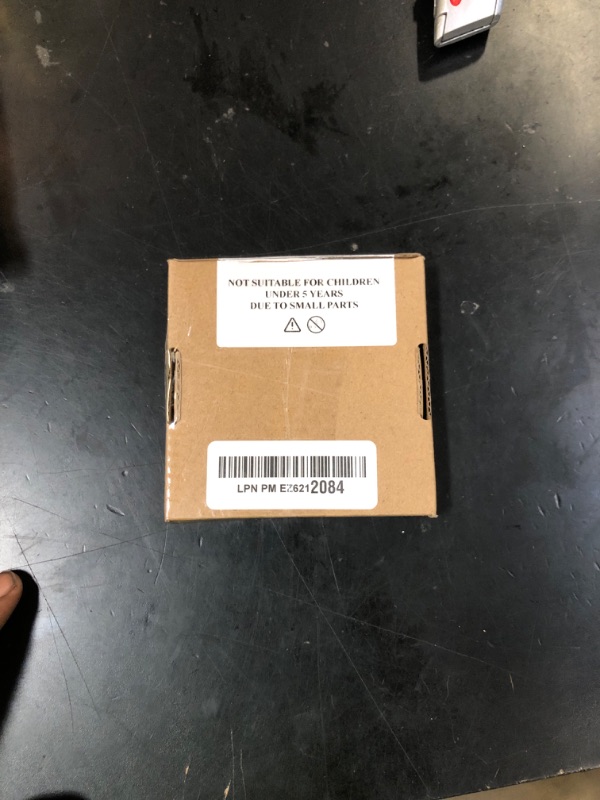 NOT SUITABLE FOR CHILDREN
UNDER 5 YEARS
DUE TO SMALL PARTS
LPN PM EZ6212084